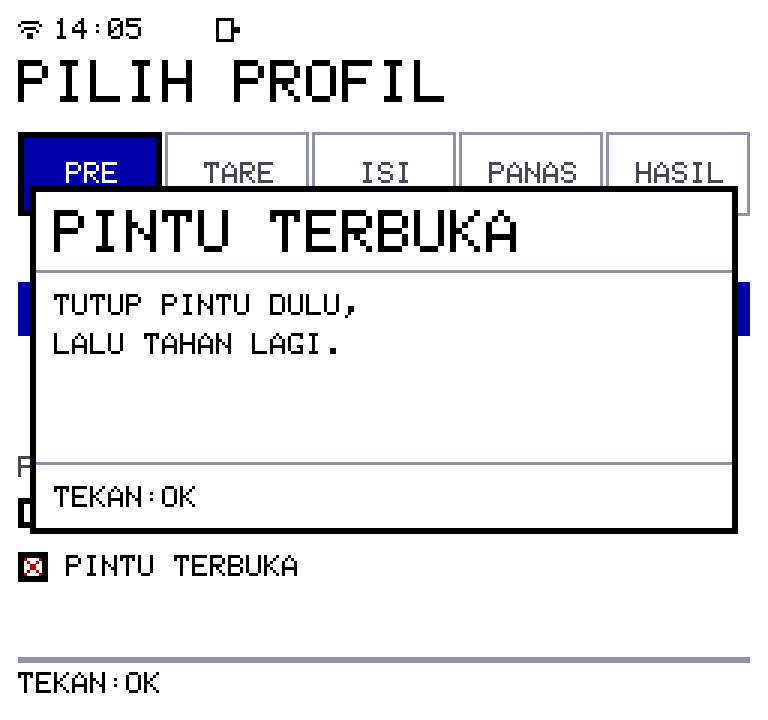 14:05
PILIH PROFIL
PRE TARE ISI PANAS HASIL
PINTU TERBUKA
TUTUP PINTU DULU,
LALU TAHAN LAGI.
TEKAN:OK
PINTU TERBUKA
TEKAN:OK